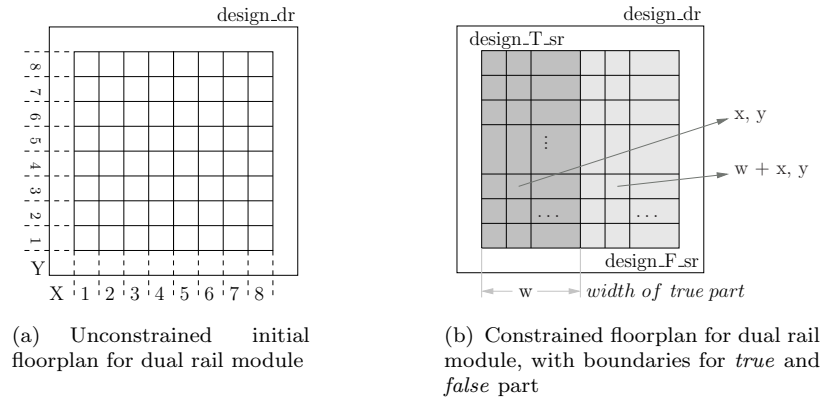 design_dr
8
7
6
5
4
3
2
1
Y
X 1 2 3 4 5 6 7 8
(a) Unconstrained initial
floorplan for dual rail module
design_dr
design_T_sr
x, y
w + x, y
design_F_sr
w width of true part
(b) Constrained floorplan for dual rail
module, with boundaries for true and
false part